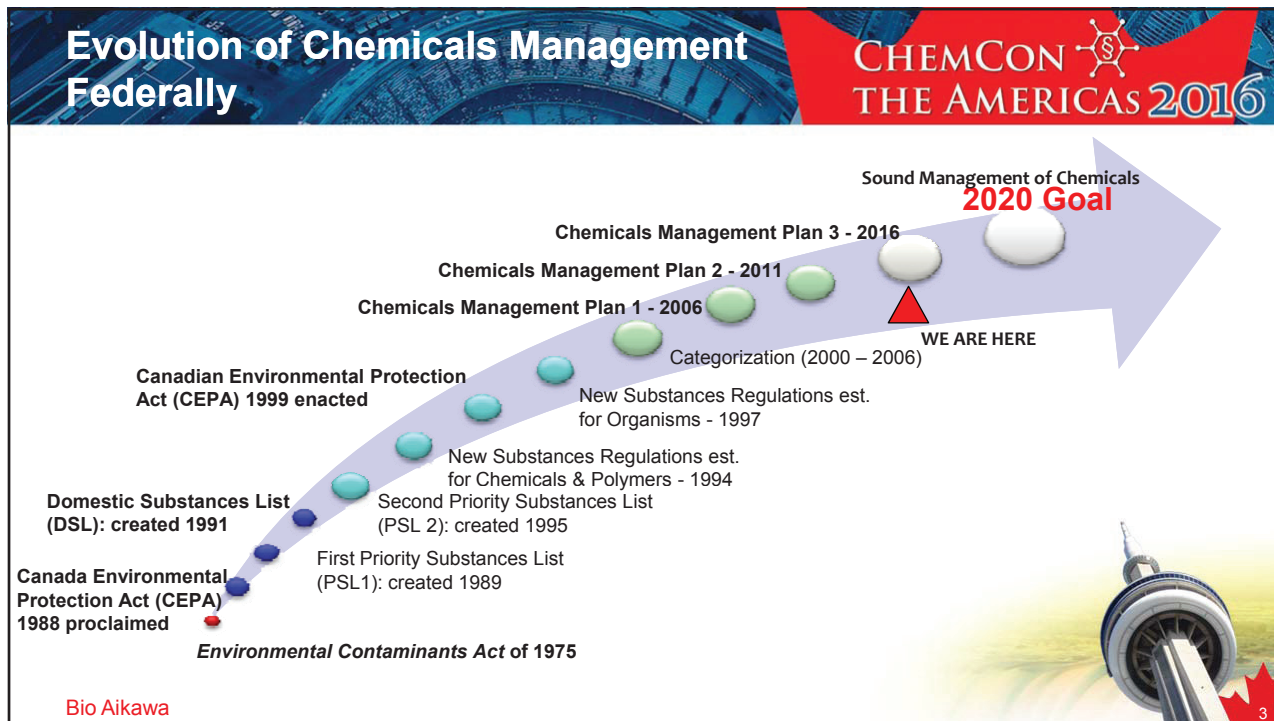 Evolution of Chemicals Management
Federally
CHEMCON §
THE AMERICAS 2016
Sound Management of Chemicals
2020 Goal
Chemicals Management Plan 3 - 2016
Chemicals Management Plan 2 - 2011
Chemicals Management Plan 1 - 2006
WE ARE HERE
Categorization (2000 – 2006)
Canadian Environmental Protection
Act (CEPA) 1999 enacted
New Substances Regulations est.
for Organisms - 1997
New Substances Regulations est.
for Chemicals & Polymers - 1994
Domestic Substances List
(DSL): created 1991
Second Priority Substances List
(PSL 2): created 1995
First Priority Substances List
(PSL1): created 1989
Canada Environmental
Protection Act (CEPA)
1988 proclaimed
Environmental Contaminants Act of 1975
Bio Aikawa
3